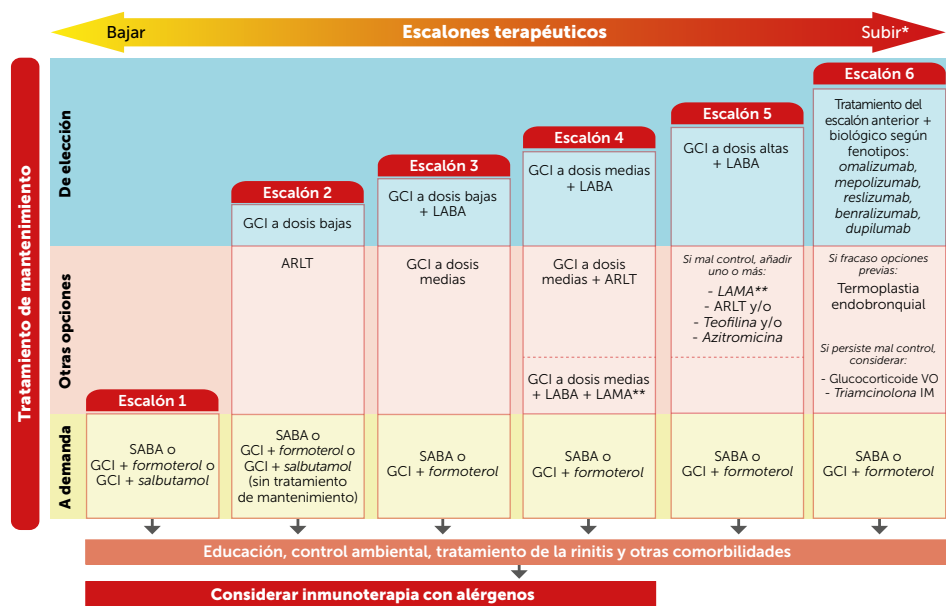 Bajar
Escalones terapéuticos
Subir*
Tratamiento de mantenimiento
De elección
Otras opciones
A demanda
Escalón 1
SABA o
GCI + formoterol o
GCI + salbutamol
Escalón 2
GCI a dosis bajas
ARLT
SABA o
GCI + formoterol o
GCI + salbutamol
(sin tratamiento
de mantenimiento)
Escalón 3
GCI a dosis bajas
+ LABA
GCI a dosis
medias
SABA o
GCI + formoterol
Escalón 4
GCI a dosis medias
+ LABA
GCI a dosis
medias + ARLT
GCI a dosis medias
+ LABA + LAMA**
SABA o
GCI + formoterol
Escalón 5
GCI a dosis altas
+ LABA
Si mal control, añadir
uno o más:
- LAMA**
- ARLT y/o
- Teofilina y/o
- Azitromicina
SABA o
GCI + formoterol
Escalón 6
Tratamiento del
escalón anterior +
biológico según
fenotipos:
omalizumab,
mepolizumab,
reslizumab,
benralizumab,
dupilumab
Si fracaso opciones
previas:
Termoplastia
endobronquial
Si persiste mal control,
considerar:
- Glucocorticoide VO
- Triamcinolona IM
SABA o
GCI + formoterol
Educación, control ambiental, tratamiento de la rinitis y otras comorbilidades
Considerar inmunoterapia con alérgenos